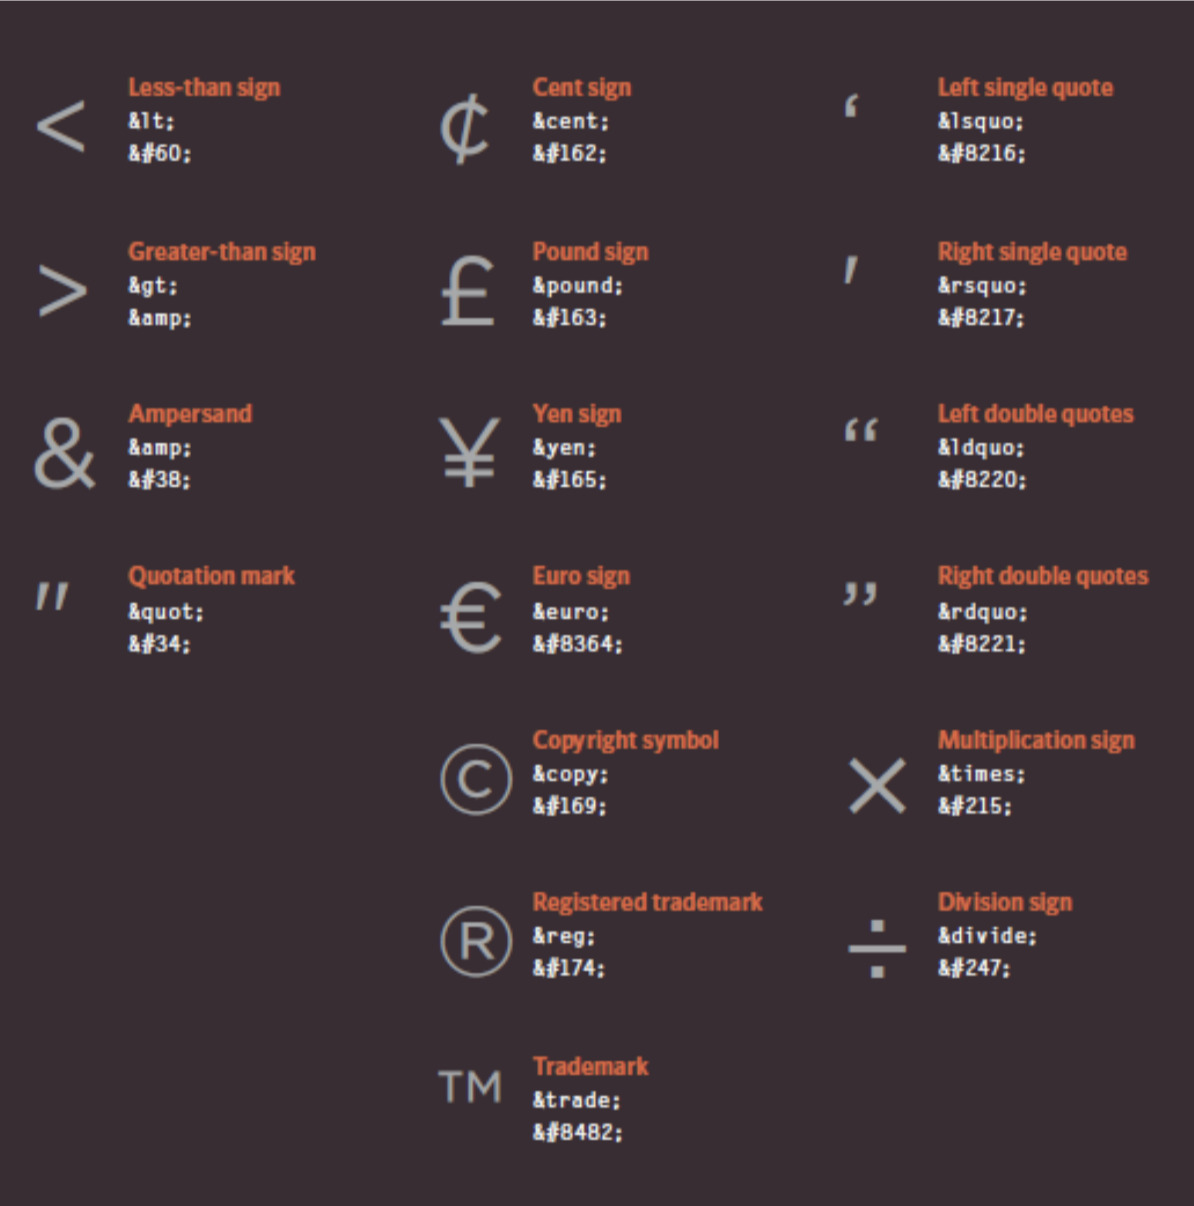 <
Less-than sign
&lt;
&#60;
>
Greater-than sign
&gt;
&amp;
&
Ampersand
&amp;
&#38;
"
Quotation mark
&quot;
&#34;
¢
Cent sign
&cent;
&#162;
£
Pound sign
&pound;
&#163;
¥
Yen sign
&yen;
&#165;
€
Euro sign
&euro;
&#8364;
©
Copyright symbol
&copy;
&#169;
®
Registered trademark
&reg;
&#174;
TM
Trademark
&trade;
&#8482;
‘
Left single quote
&lsquo;
&#8216;
'
Right single quote
&rsquo;
&#8217;
“
Left double quotes
&ldquo;
&#8220;
”
Right double quotes
&rdquo;
&#8221;
×
Multiplication sign
&times;
&#215;
÷
Division sign
&divide;
&#247;